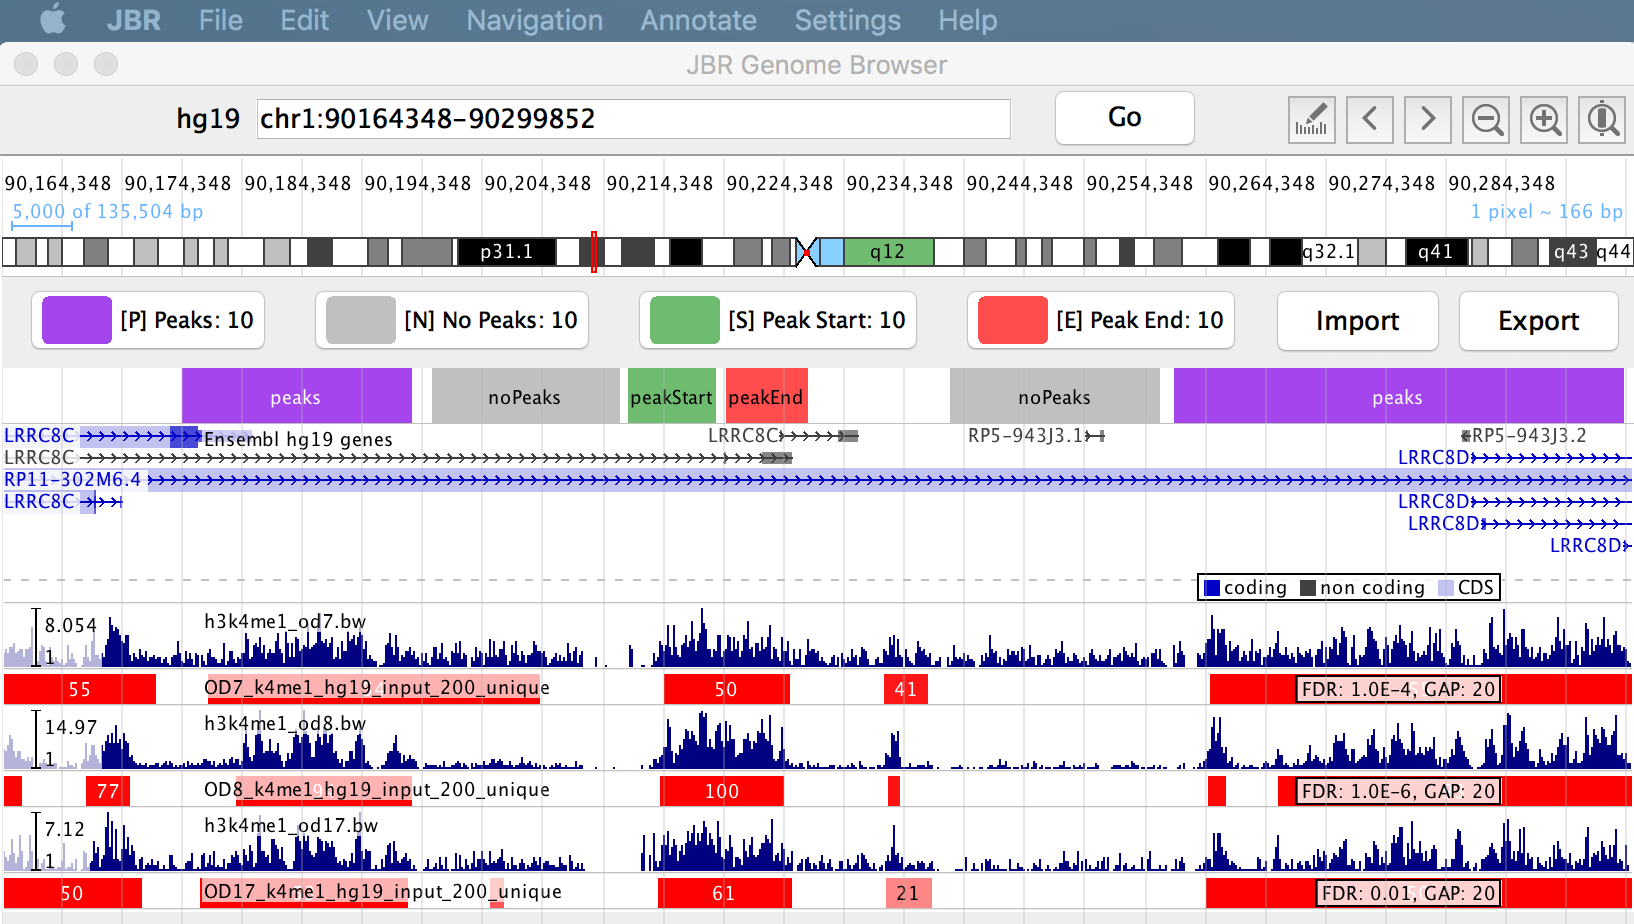 JBR File Edit View Navigation Annotate Settings Help
JBR Genome Browser
hg19 chr1:90164348-90299852 Go
90,164,348 90,174,348 90,184,348 90,194,348 90,204,348 90,214,348 90,224,348 90,234,348 90,244,348 90,254,348 90,264,348 90,274,348 90,284,348
5,000 of 135,504 bp 1 pixel ~ 166 bp
p31.1 q12 q32.1 q41 q43 q44
[P] Peaks: 10 [N] No Peaks: 10 [S] Peak Start: 10 [E] Peak End: 10 Import Export
peaks noPeaks peakStart peakEnd noPeaks peaks
LRRC8C Ensembl hg19 genes LRRC8C RP5-943J3.1 RP5-943J3.2
LRRC8C LRRC8D
RP11-302M6.4
LRRC8C LRRC8D
LRRC8D
LRRC8D
coding non coding CDS
8.054 h3k4me1_od7.bw
1
55 OD7_k4me1_hg19_input_200_unique 50 41 FDR: 1.0E-4, GAP: 20
14.97 h3k4me1_od8.bw
1
77 OD8_k4me1_hg19_input_200_unique 100 FDR: 1.0E-6, GAP: 20
7.12 h3k4me1_od17.bw
1
50 OD17_k4me1_hg19_input_200_unique 61 21 FDR: 0.01, GAP: 20